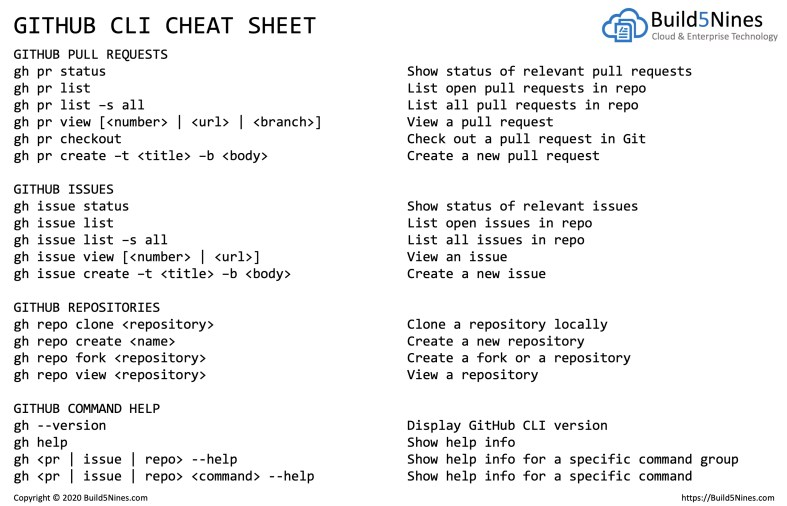 GITHUB CLI CHEAT SHEET
Build5Nines
Cloud & Enterprise Technology
GITHUB PULL REQUESTS
gh pr status Show status of relevant pull requests
gh pr list List open pull requests in repo
gh pr list –s all List all pull requests in repo
gh pr view [<number> | <url> | <branch>] View a pull request
gh pr checkout Check out a pull request in Git
gh pr create –t <title> –b <body> Create a new pull request
GITHUB ISSUES
gh issue status Show status of relevant issues
gh issue list List open issues in repo
gh issue list –s all List all issues in repo
gh issue view [<number> | <url>] View an issue
gh issue create –t <title> –b <body> Create a new issue
GITHUB REPOSITORIES
gh repo clone <repository> Clone a repository locally
gh repo create <name> Create a new repository
gh repo fork <repository> Create a fork or a repository
gh repo view <repository> View a repository
GITHUB COMMAND HELP
gh --version Display GitHub CLI version
gh help Show help info
gh <pr | issue | repo> --help Show help info for a specific command group
gh <pr | issue | repo> <command> --help Show help info for a specific command
Copyright © 2020 Build5Nines.com https://Build5Nines.com